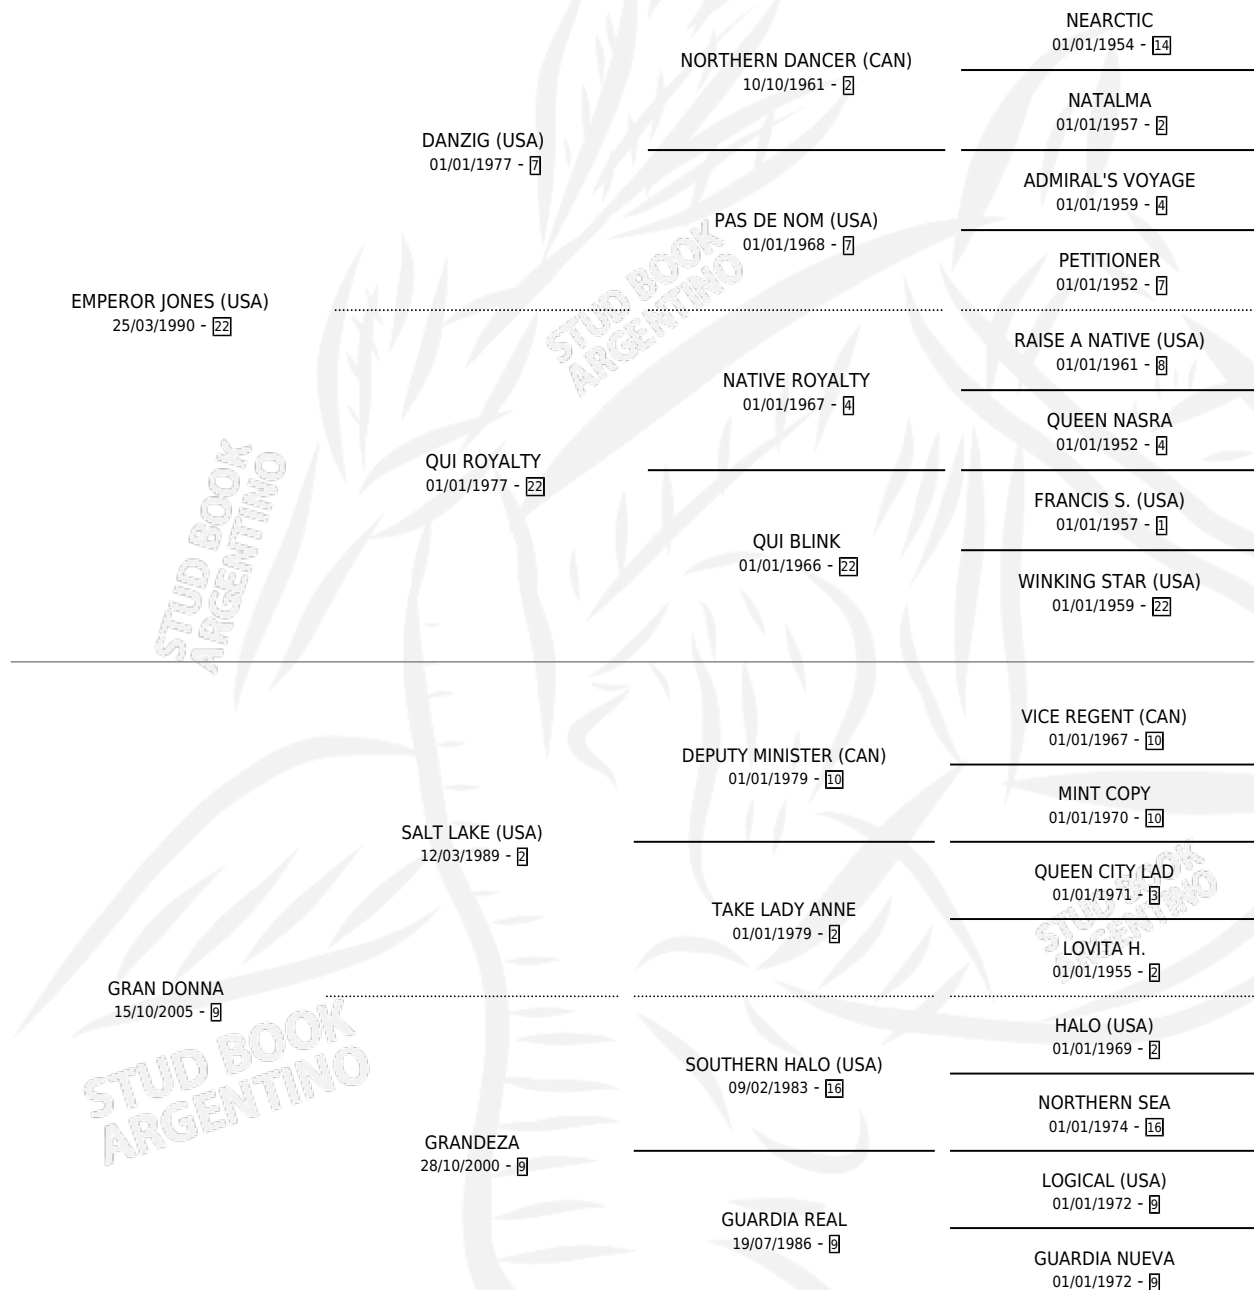 NEARCTIC
01/01/1954 - 14
NORTHERN DANCER (CAN)
10/10/1961 - 2
NATALMA
01/01/1957 - 2
DANZIG (USA)
01/01/1977 - 7
ADMIRAL'S VOYAGE
01/01/1959 - 4
PAS DE NOM (USA)
01/01/1968 - 7
PETITIONER
01/01/1952 - 7
EMPEROR JONES (USA)
25/03/1990 - 22
STUD BOOK
ARGENTINO
RAISE A NATIVE (USA)
01/01/1961 - 8
NATIVE ROYALTY
01/01/1967 - 4
QUEEN NASRA
01/01/1952 - 4
QUI ROYALTY
01/01/1977 - 22
FRANCIS S. (USA)
01/01/1957 - 1
QUI BLINK
01/01/1966 - 22
WINKING STAR (USA)
01/01/1959 - 22
STUD BOOK
ARGENTINO
VICE REGENT (CAN)
01/01/1967 - 10
DEPUTY MINISTER (CAN)
01/01/1979 - 10
MINT COPY
01/01/1970 - 10
SALT LAKE (USA)
12/03/1989 - 2
QUEEN CITY LAD
01/01/1971 - 3
TAKE LADY ANNE
01/01/1979 - 2
LOVITA H.
01/01/1955 - 2
STUD BOOK
ARGENTINO
GRAN DONNA
15/10/2005 - 9
HALO (USA)
01/01/1969 - 2
SOUTHERN HALO (USA)
09/02/1983 - 16
NORTHERN SEA
01/01/1974 - 16
STUD BOOK
ARGENTINO
GRANDEZA
28/10/2000 - 9
LOGICAL (USA)
01/01/1972 - 9
GUARDIA REAL
19/07/1986 - 9
GUARDIA NUEVA
01/01/1972 - 9